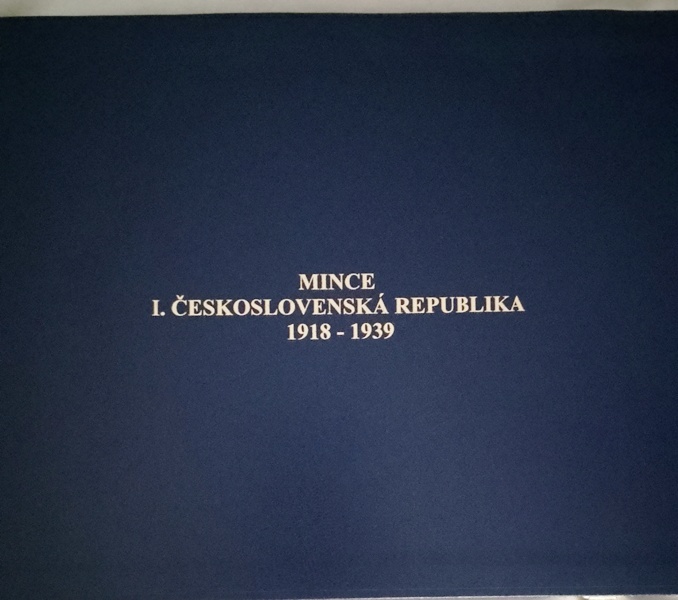 MINCE
I. ČESKOSLOVENSKÁ REPUBLIKA
1918 - 1939